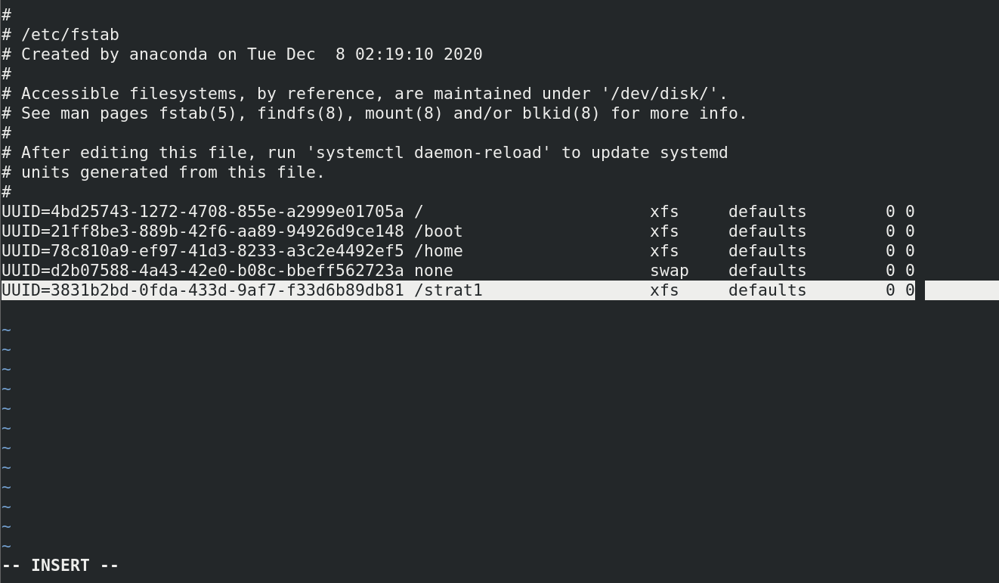 #
# /etc/fstab
# Created by anaconda on Tue Dec  8 02:19:10 2020
#
# Accessible filesystems, by reference, are maintained under '/dev/disk/'.
# See man pages fstab(5), findfs(8), mount(8) and/or blkid(8) for more info.
#
# After editing this file, run 'systemctl daemon-reload' to update systemd
# units generated from this file.
#
UUID=4bd25743-1272-4708-855e-a2999e01705a /                       xfs     defaults        0 0
UUID=21ff8be3-889b-42f6-aa89-94926d9ce148 /boot                   xfs     defaults        0 0
UUID=78c810a9-ef97-41d3-8233-a3c2e4492ef5 /home                   xfs     defaults        0 0
UUID=d2b07588-4a43-42e0-b08c-bbeff562723a none                    swap    defaults        0 0
UUID=3831b2bd-0fda-433d-9af7-f33d6b89db81 /strat1                 xfs     defaults        0 0
~
~
~
~
~
~
~
~
~
~
~
~
-- INSERT --